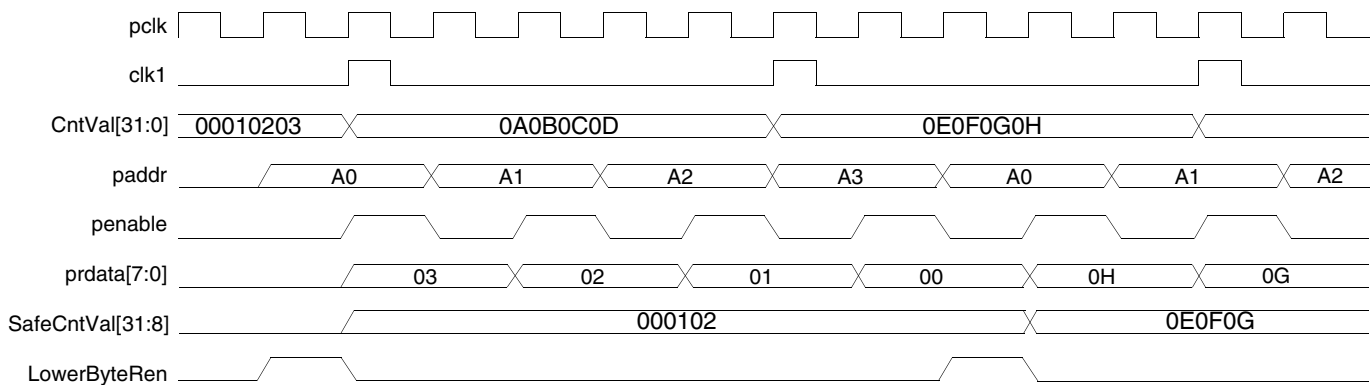 pclk
clk1
CntVal[31:0] 00010203 0A0B0C0D 0E0F0G0H
paddr A0 A1 A2 A3 A0 A1 A2
penable
prdata[7:0] 03 02 01 00 0H 0G
SafeCntVal[31:8] 000102 0E0F0G
LowerByteRen